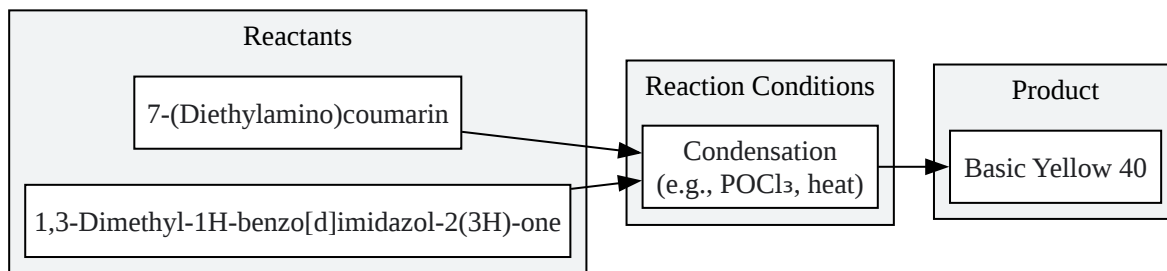 Reactants
7-(Diethylamino)coumarin
1,3-Dimethyl-1H-benzo[d]imidazol-2(3H)-one
Reaction Conditions
Condensation
(e.g., POCl₃, heat)
Product
Basic Yellow 40